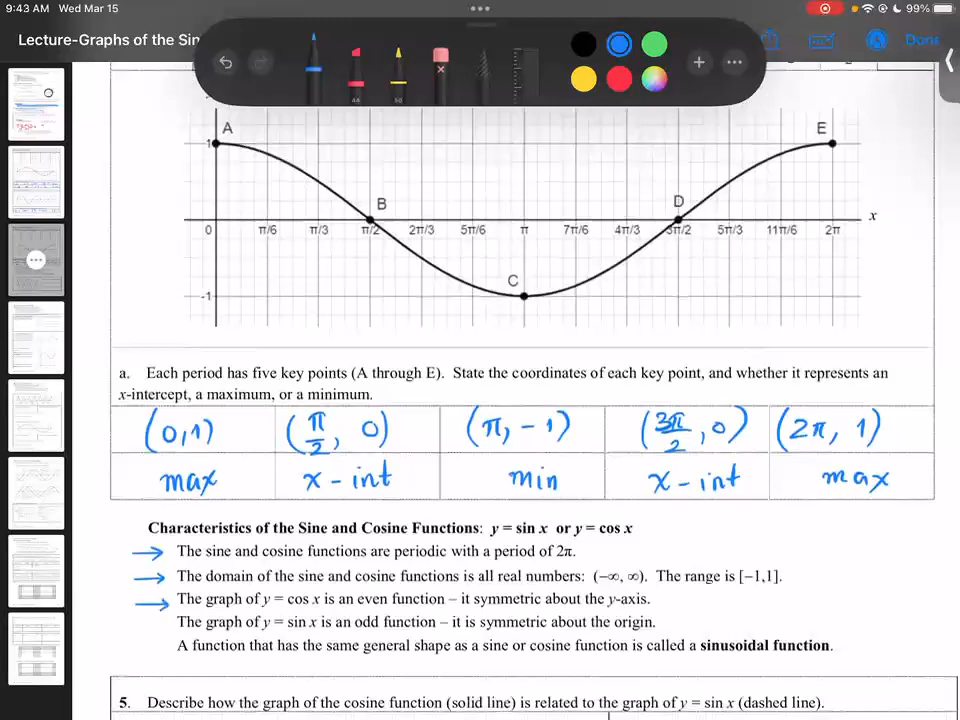 9:43 AM Wed Mar 15
99%
Lecture-Graphs of the Sin
Done
A
E
1
B
D
x
0 π/6 π/3 π/2 2π/3 5π/6 π 7π/6 4π/3 3π/2 5π/3 11π/6 2π
C
-1
a. Each period has five key points (A through E). State the coordinates of each key point, and whether it represents an
x-intercept, a maximum, or a minimum.
(0,1) (π/2, 0) (π, -1) (3π/2, 0) (2π, 1)
max x-int min x-int max
Characteristics of the Sine and Cosine Functions: y = sin x or y = cos x
→ The sine and cosine functions are periodic with a period of 2π.
→ The domain of the sine and cosine functions is all real numbers: (−∞, ∞). The range is [−1,1].
→ The graph of y = cos x is an even function – it symmetric about the y-axis.
The graph of y = sin x is an odd function – it is symmetric about the origin.
A function that has the same general shape as a sine or cosine function is called a sinusoidal function.
5. Describe how the graph of the cosine function (solid line) is related to the graph of y = sin x (dashed line).